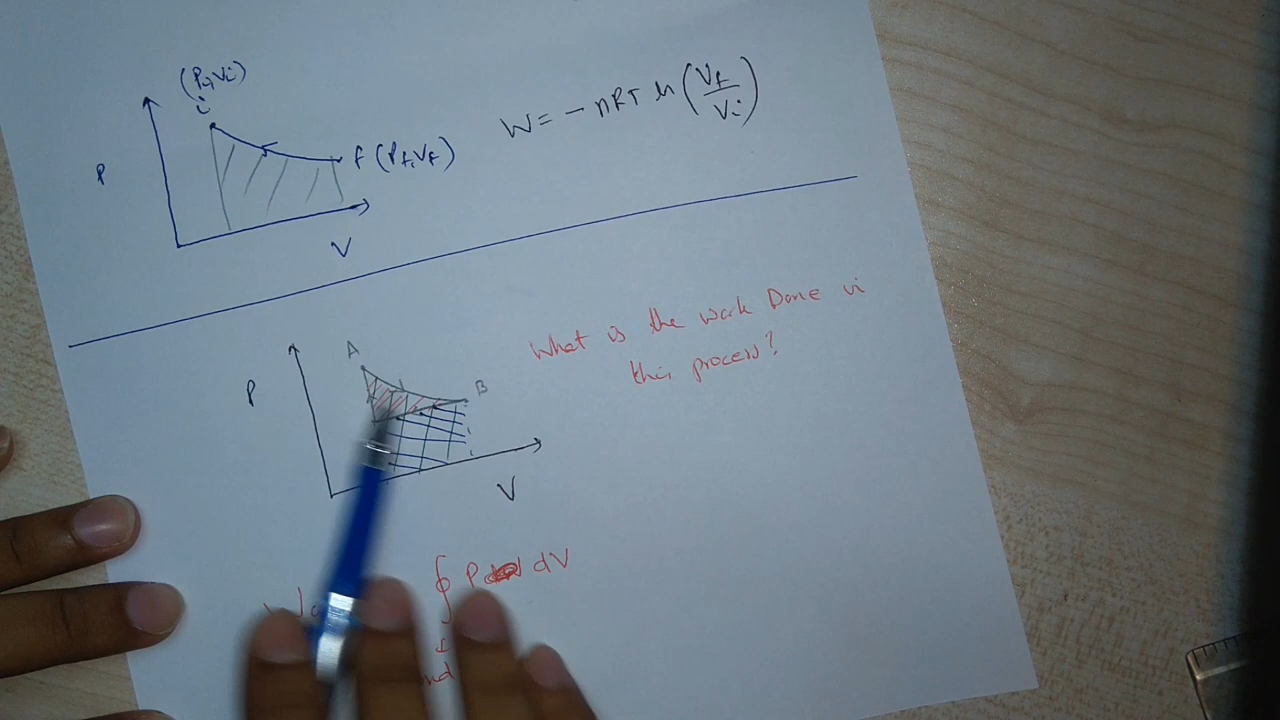 (Pi,Vi)
i
P
f (Pf,Vf)
V
W = - nRT ln (Vf/Vi)
What is the work Done in
this process?
A
B
P
V
∮ P dV